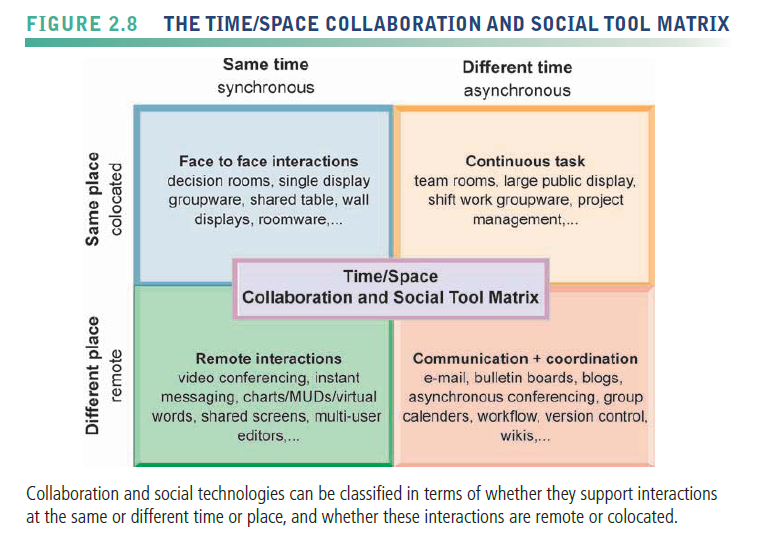 FIGURE 2.8 THE TIME/SPACE COLLABORATION AND SOCIAL TOOL MATRIX
Same time
synchronous
Different time
asynchronous
Same place
colocated
Face to face interactions
decision rooms, single display
groupware, shared table, wall
displays, roomware,...
Continuous task
team rooms, large public display,
shift work groupware, project
management,...
Time/Space
Collaboration and Social Tool Matrix
Different place
remote
Remote interactions
video conferencing, instant
messaging, charts/MUDs/virtual
words, shared screens, multi-user
editors,...
Communication + coordination
e-mail, bulletin boards, blogs,
asynchronous conferencing, group
calenders, workflow, version control,
wikis,...
Collaboration and social technologies can be classified in terms of whether they support interactions
at the same or different time or place, and whether these interactions are remote or colocated.